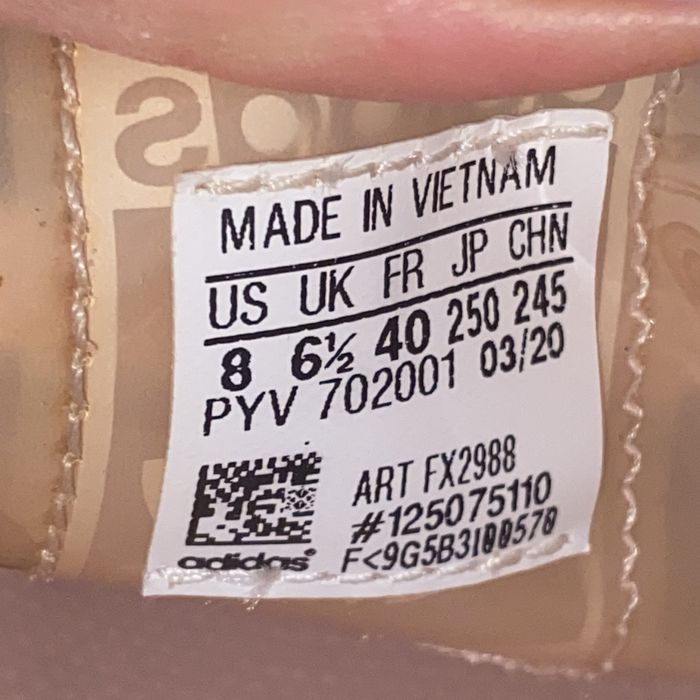 MADE IN VIETNAM
US UK FR JP CHN
8 6½ 40 250 245
PYV 702001 03/20
ART FX2988
#125075110
adidas